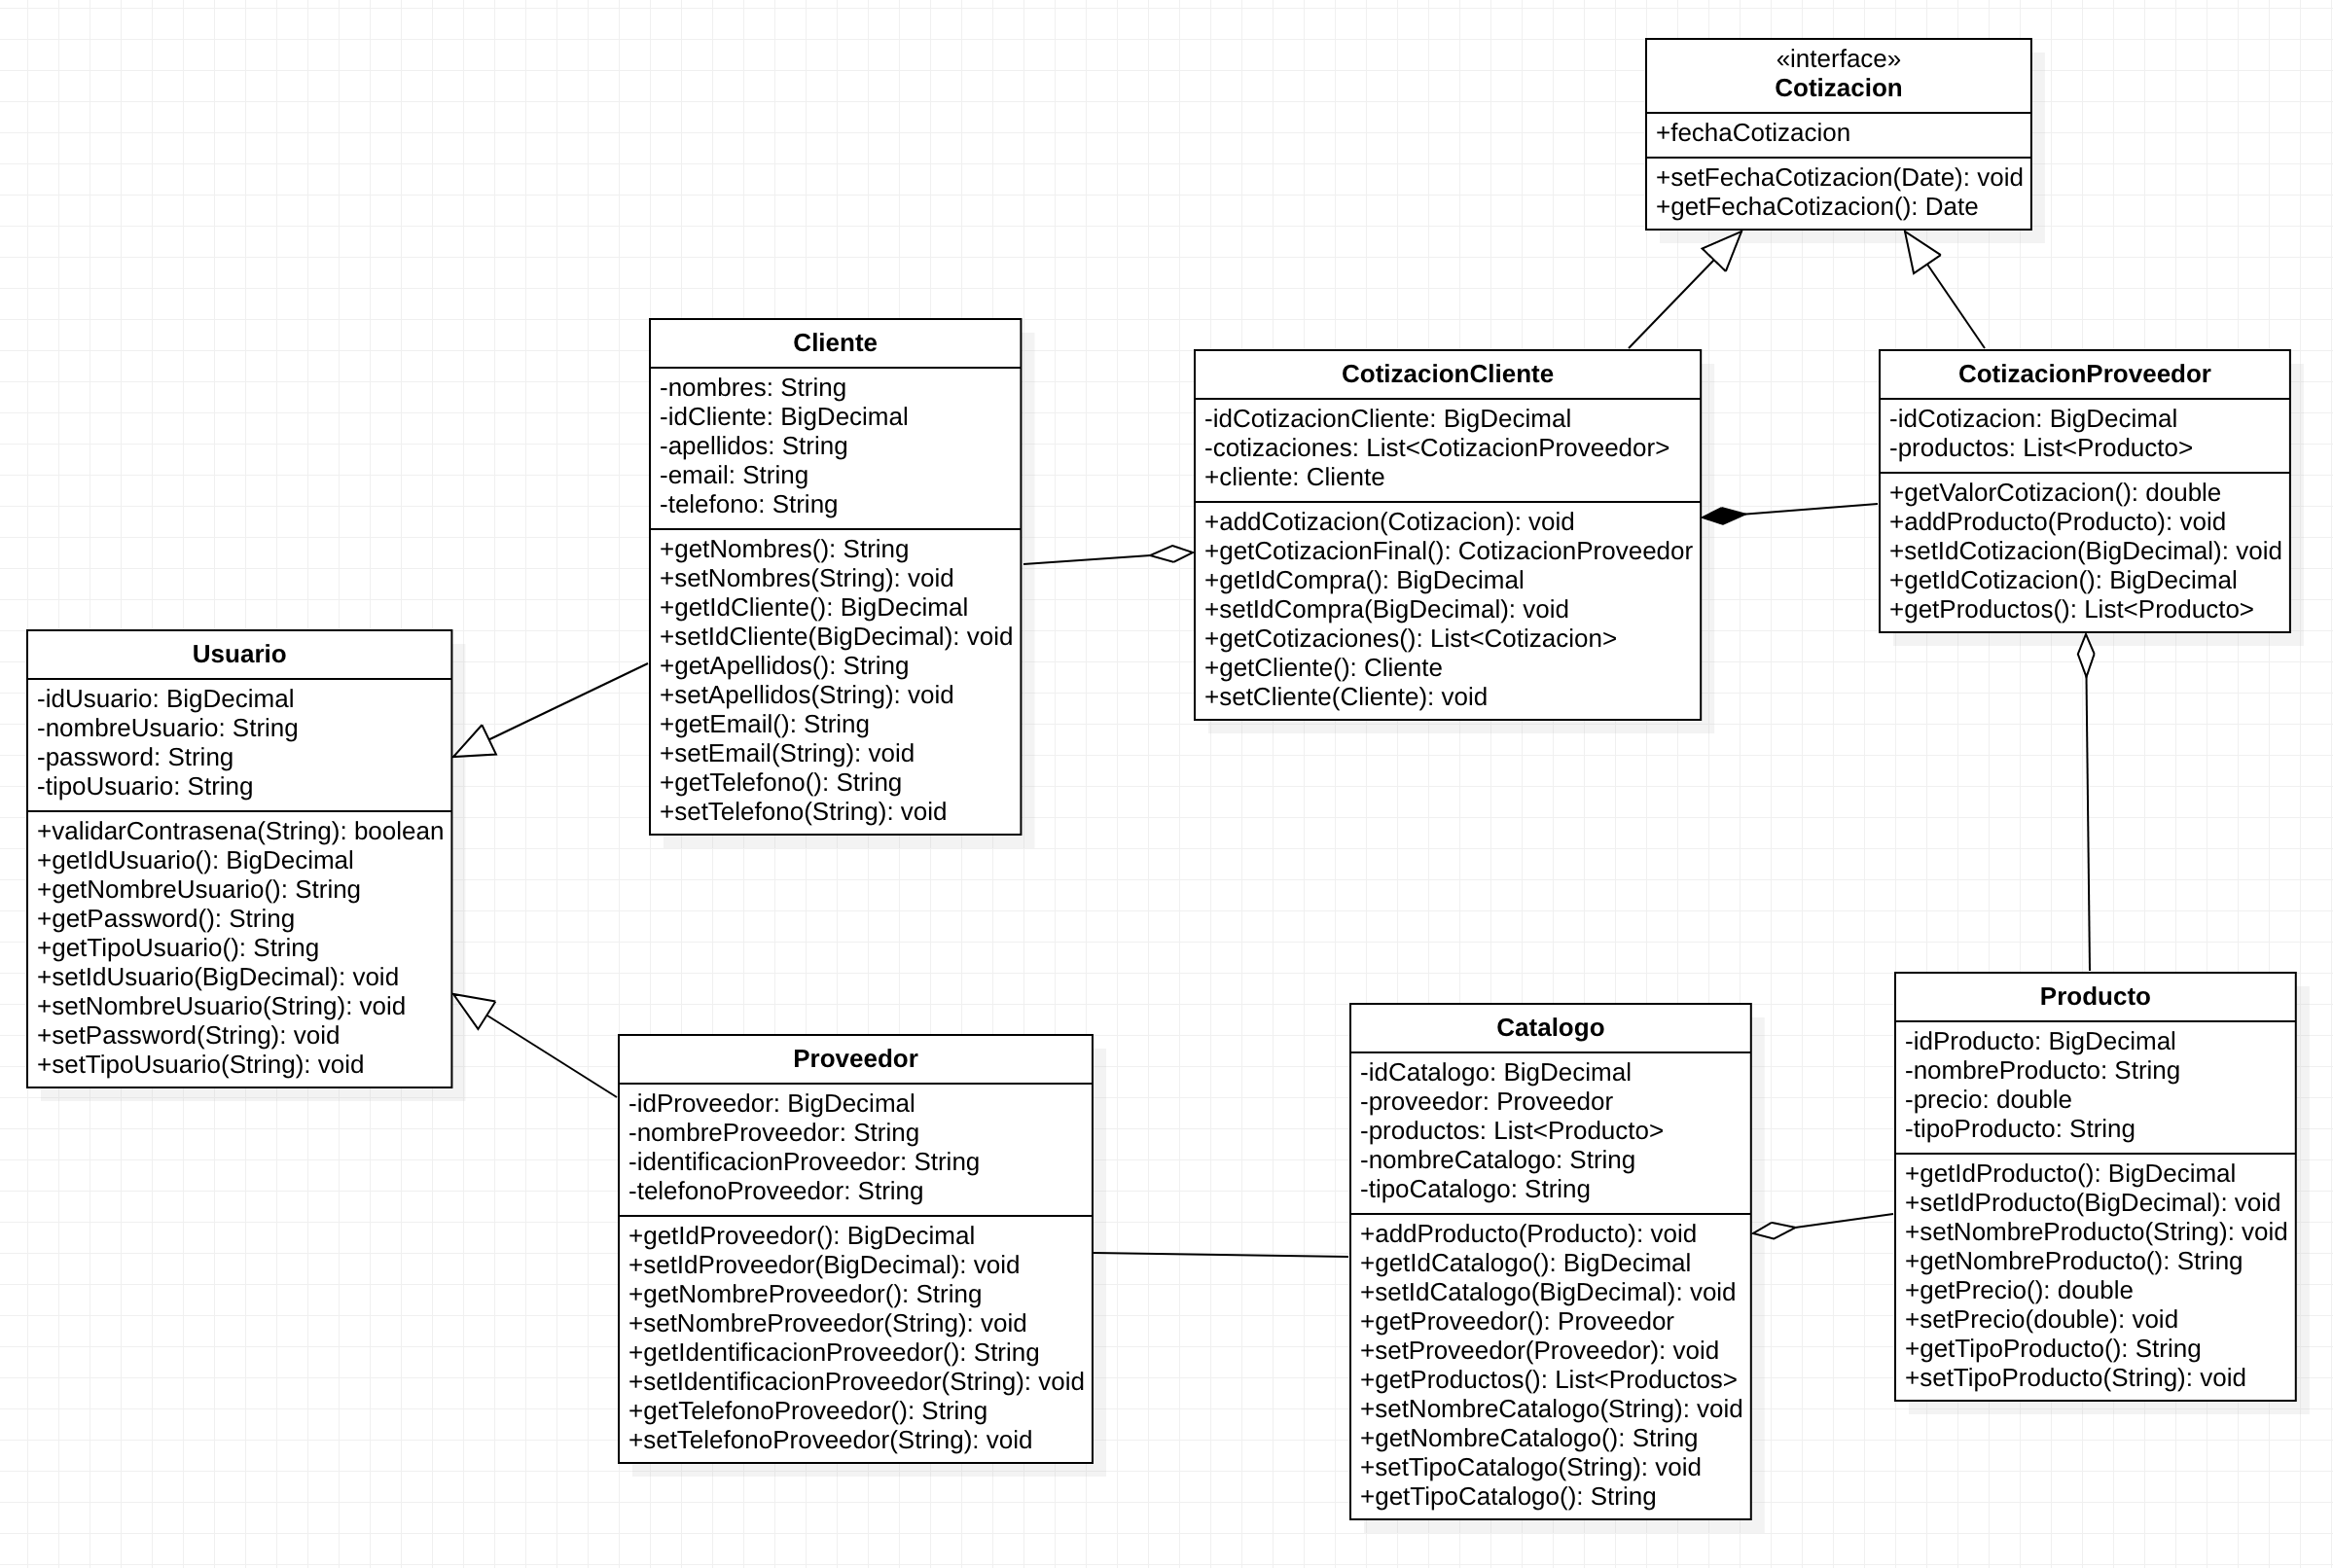 «interface»
Cotizacion
+fechaCotizacion
+setFechaCotizacion(Date): void
+getFechaCotizacion(): Date
Cliente
-nombres: String
-idCliente: BigDecimal
-apellidos: String
-email: String
-telefono: String
+getNombres(): String
+setNombres(String): void
+getIdCliente(): BigDecimal
+setIdCliente(BigDecimal): void
+getApellidos(): String
+setApellidos(String): void
+getEmail(): String
+setEmail(String): void
+getTelefono(): String
+setTelefono(String): void
CotizacionCliente
-idCotizacionCliente: BigDecimal
-cotizaciones: List<CotizacionProveedor>
+cliente: Cliente
+addCotizacion(Cotizacion): void
+getCotizacionFinal(): CotizacionProveedor
+getIdCompra(): BigDecimal
+setIdCompra(BigDecimal): void
+getCotizaciones(): List<Cotizacion>
+getCliente(): Cliente
+setCliente(Cliente): void
CotizacionProveedor
-idCotizacion: BigDecimal
-productos: List<Producto>
+getValorCotizacion(): double
+addProducto(Producto): void
+setIdCotizacion(BigDecimal): void
+getIdCotizacion(): BigDecimal
+getProductos(): List<Producto>
Usuario
-idUsuario: BigDecimal
-nombreUsuario: String
-password: String
-tipoUsuario: String
+validarContrasena(String): boolean
+getIdUsuario(): BigDecimal
+getNombreUsuario(): String
+getPassword(): String
+getTipoUsuario(): String
+setIdUsuario(BigDecimal): void
+setNombreUsuario(String): void
+setPassword(String): void
+setTipoUsuario(String): void
Proveedor
-idProveedor: BigDecimal
-nombreProveedor: String
-identificacionProveedor: String
-telefonoProveedor: String
+getIdProveedor(): BigDecimal
+setIdProveedor(BigDecimal): void
+getNombreProveedor(): String
+setNombreProveedor(String): void
+getIdentificacionProveedor(): String
+setIdentificacionProveedor(String): void
+getTelefonoProveedor(): String
+setTelefonoProveedor(String): void
Catalogo
-idCatalogo: BigDecimal
-proveedor: Proveedor
-productos: List<Producto>
-nombreCatalogo: String
-tipoCatalogo: String
+addProducto(Producto): void
+getIdCatalogo(): BigDecimal
+setIdCatalogo(BigDecimal): void
+getProveedor(): Proveedor
+setProveedor(Proveedor): void
+getProductos(): List<Productos>
+setNombreCatalogo(String): void
+getNombreCatalogo(): String
+setTipoCatalogo(String): void
+getTipoCatalogo(): String
Producto
-idProducto: BigDecimal
-nombreProducto: String
-precio: double
-tipoProducto: String
+getIdProducto(): BigDecimal
+setIdProducto(BigDecimal): void
+setNombreProducto(String): void
+getNombreProducto(): String
+getPrecio(): double
+setPrecio(double): void
+getTipoProducto(): String
+setTipoProducto(String): void